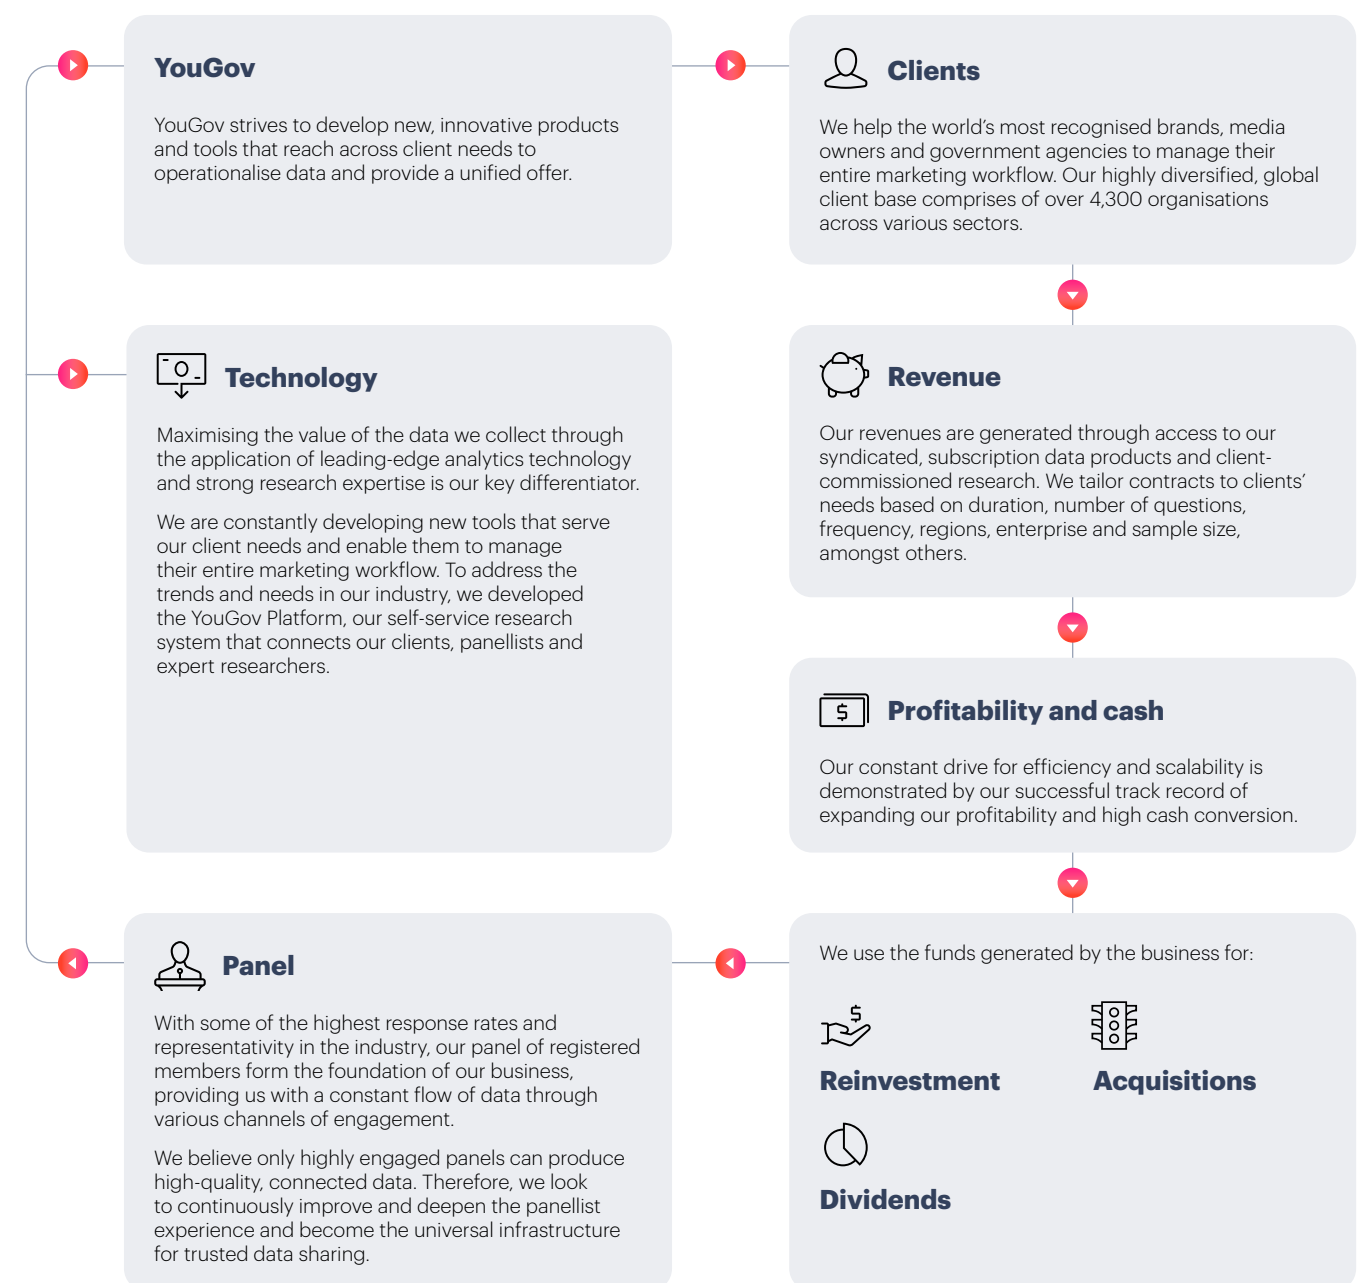 YouGov
YouGov strives to develop new, innovative products
and tools that reach across client needs to
operationalise data and provide a unified offer.
Clients
We help the world's most recognised brands, media
owners and government agencies to manage their
entire marketing workflow. Our highly diversified, global
client base comprises of over 4,300 organisations
across various sectors.
Technology
Maximising the value of the data we collect through
the application of leading-edge analytics technology
and strong research expertise is our key differentiator.
We are constantly developing new tools that serve
our client needs and enable them to manage
their entire marketing workflow. To address the
trends and needs in our industry, we developed
the YouGov Platform, our self-service research
system that connects our clients, panellists and
expert researchers.
Revenue
Our revenues are generated through access to our
syndicated, subscription data products and client-
commissioned research. We tailor contracts to clients'
needs based on duration, number of questions,
frequency, regions, enterprise and sample size,
amongst others.
$
Profitability and cash
Our constant drive for efficiency and scalability is
demonstrated by our successful track record of
expanding our profitability and high cash conversion.
Panel
With some of the highest response rates and
representativity in the industry, our panel of registered
members form the foundation of our business,
providing us with a constant flow of data through
various channels of engagement.
We believe only highly engaged panels can produce
high-quality, connected data. Therefore, we look
to continuously improve and deepen the panellist
experience and become the universal infrastructure
for trusted data sharing.
We use the funds generated by the business for:
$
Reinvestment
Acquisitions
Dividends